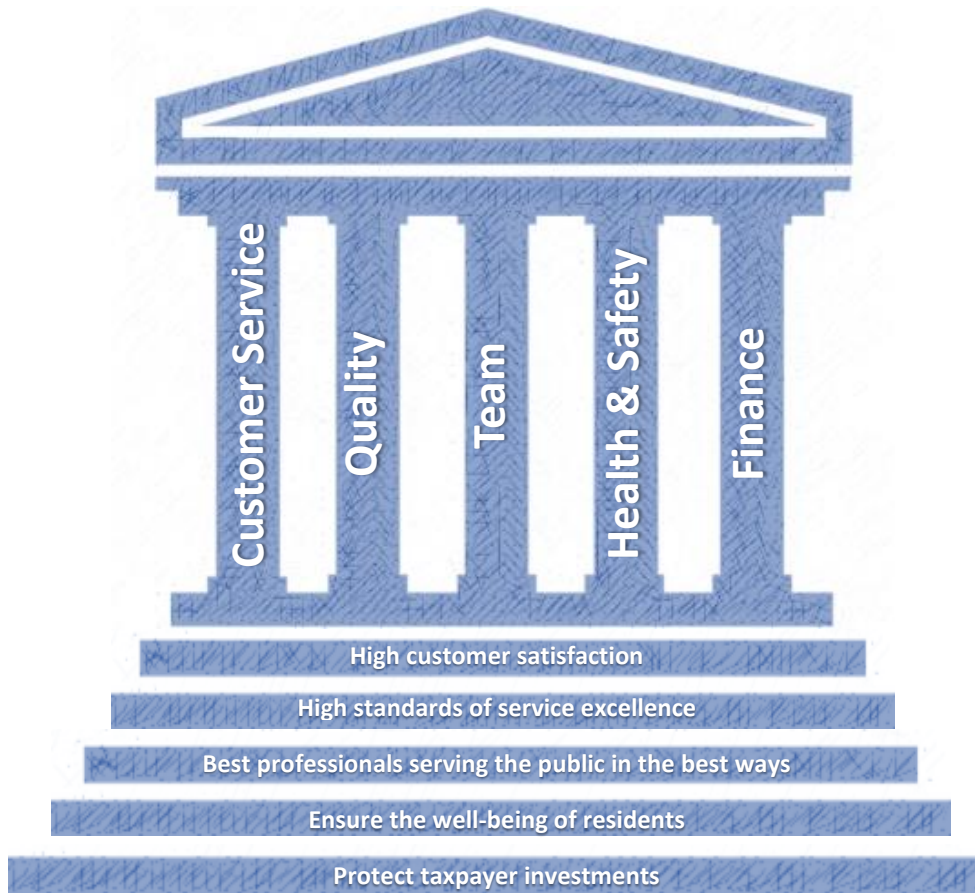 Customer Service
Quality
Team
Health & Safety
Finance
High customer satisfaction
High standards of service excellence
Best professionals serving the public in the best ways
Ensure the well-being of residents
Protect taxpayer investments